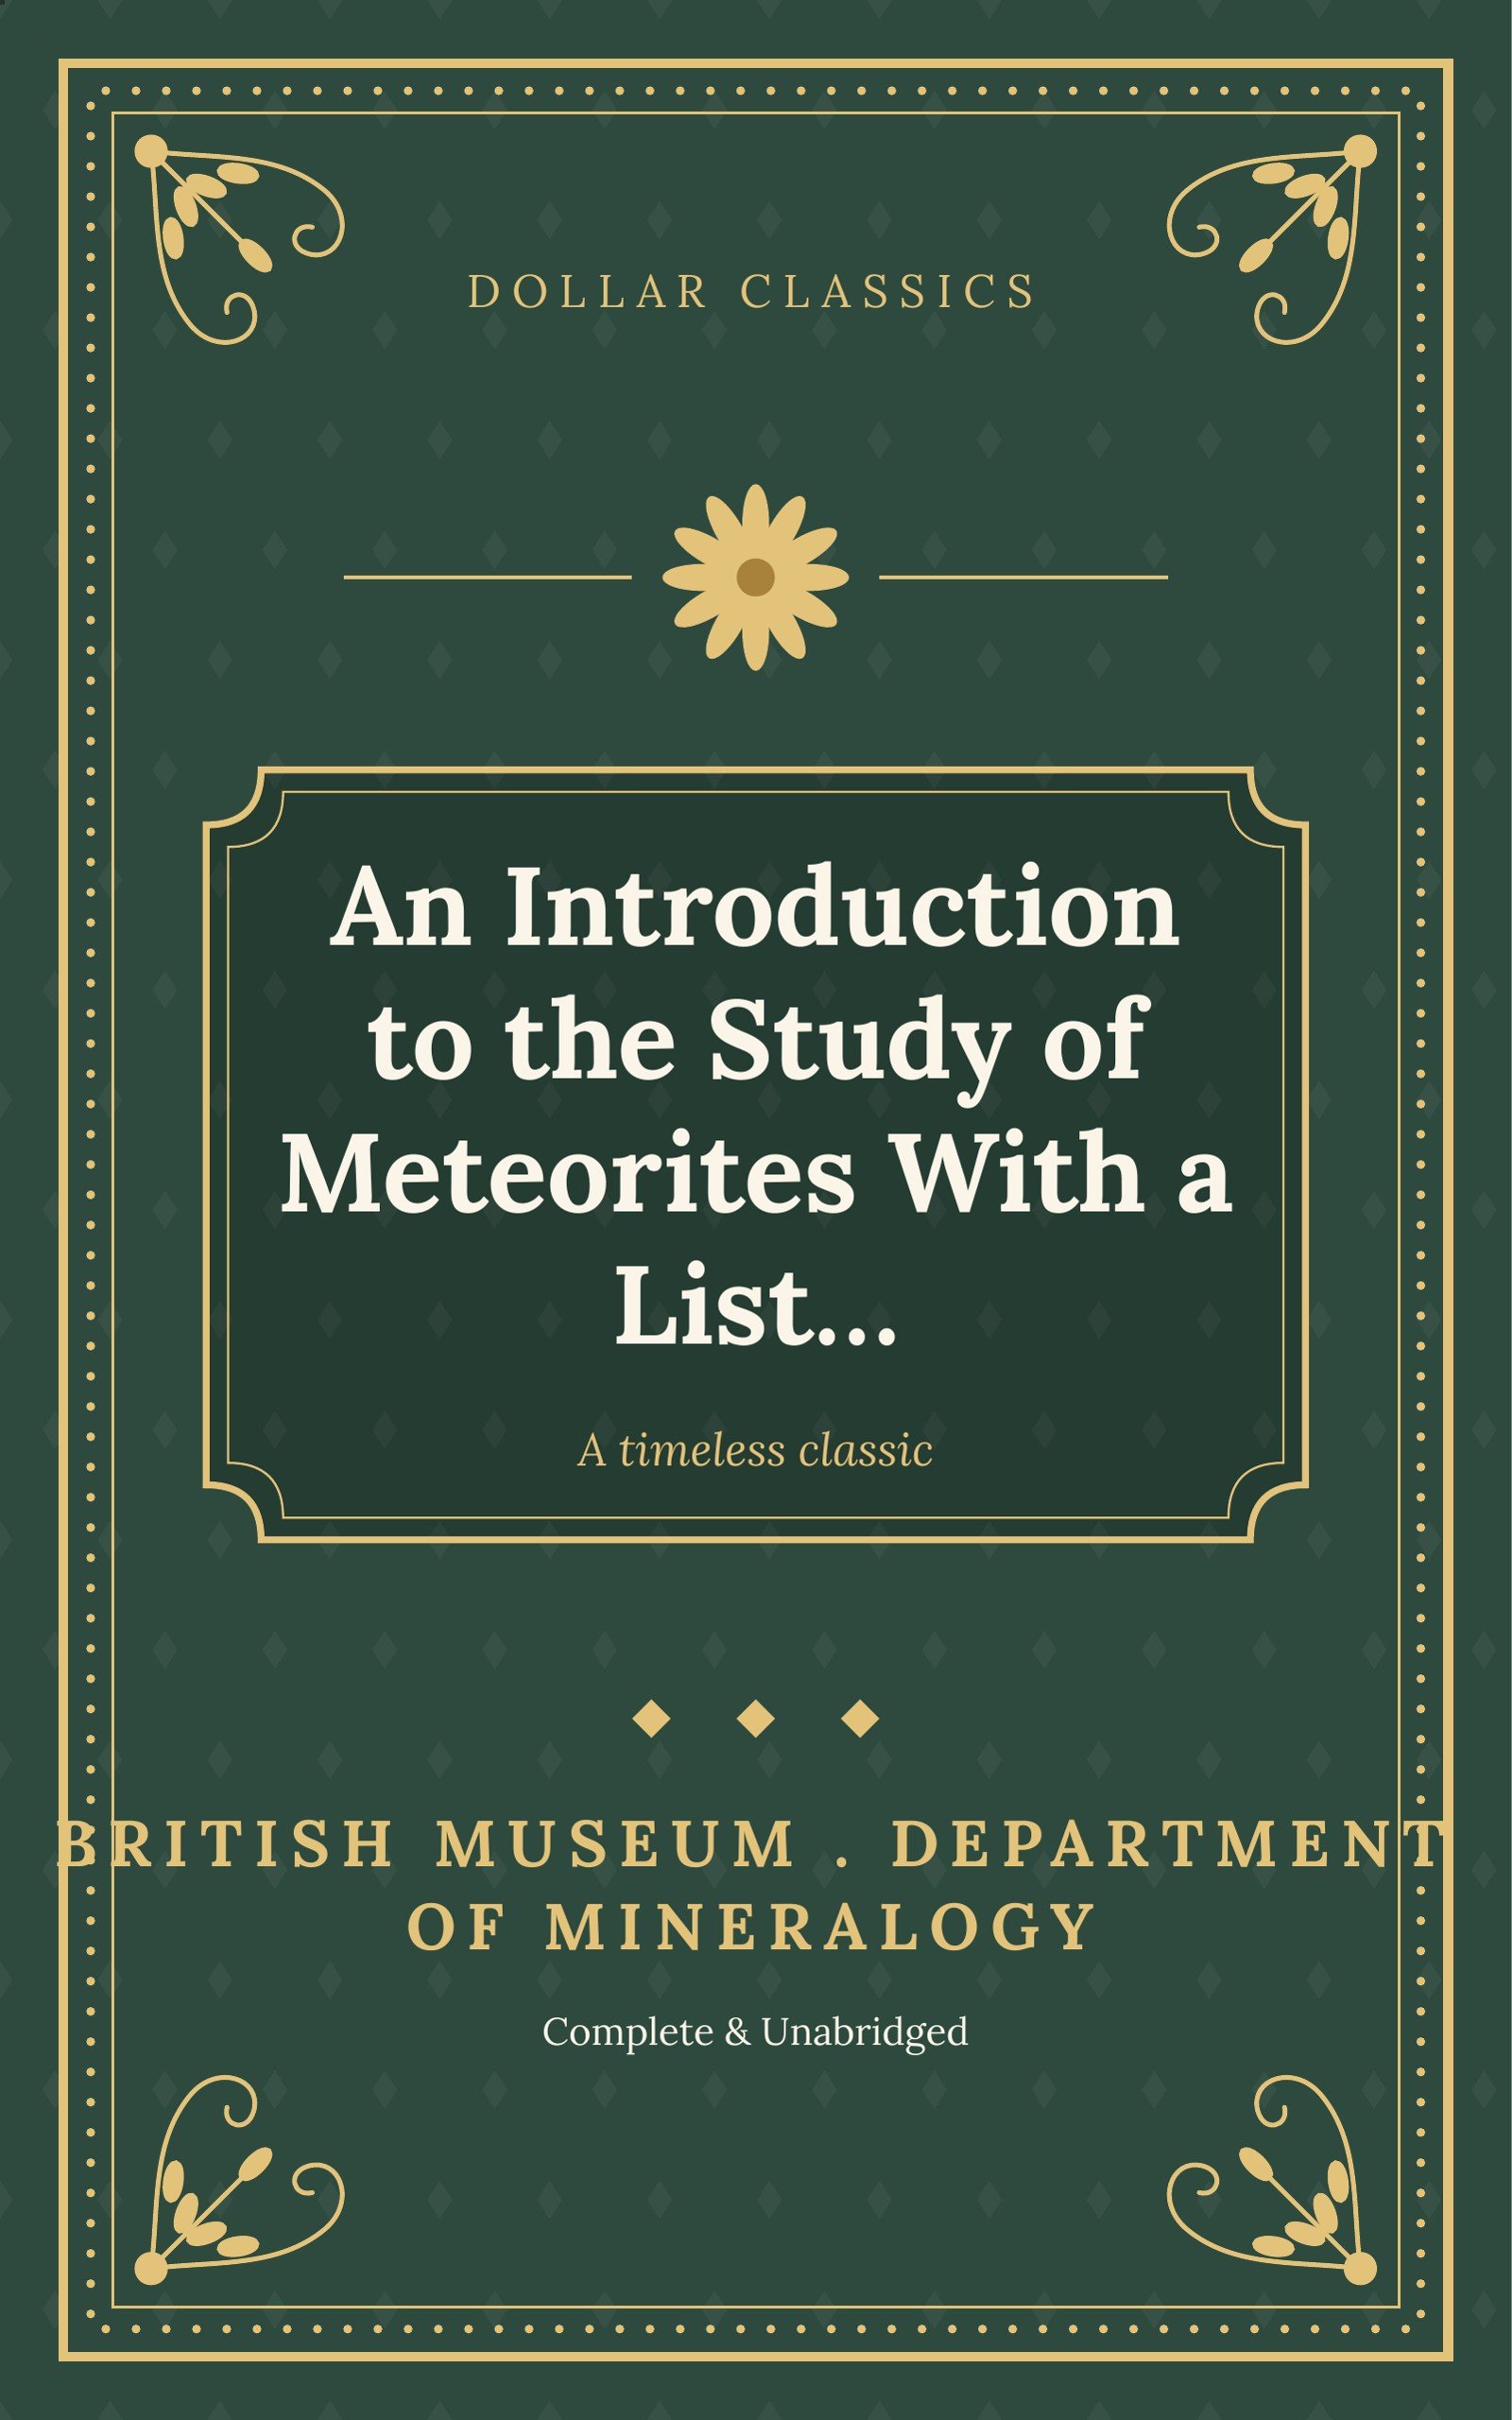 DOLLAR CLASSICS
An Introduction
to the Study of
Meteorites With a
List...
A timeless classic
BRITISH MUSEUM . DEPARTMENT
OF MINERALOGY
Complete & Unabridged